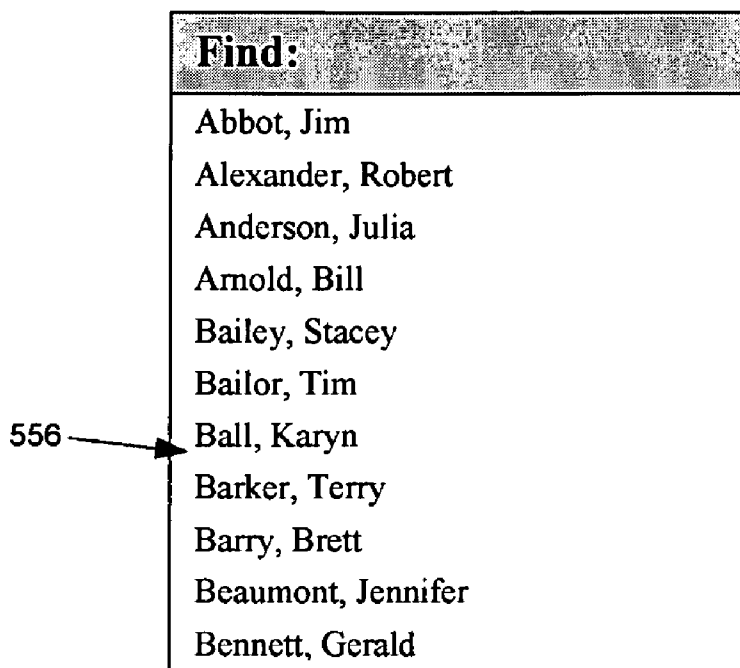 Find:
Abbot, Jim
Alexander, Robert
Anderson, Julia
Arnold, Bill
Bailey, Stacey
Bailor, Tim
556
Ball, Karyn
Barker, Terry
Barry, Brett
Beaumont, Jennifer
Bennett, Gerald